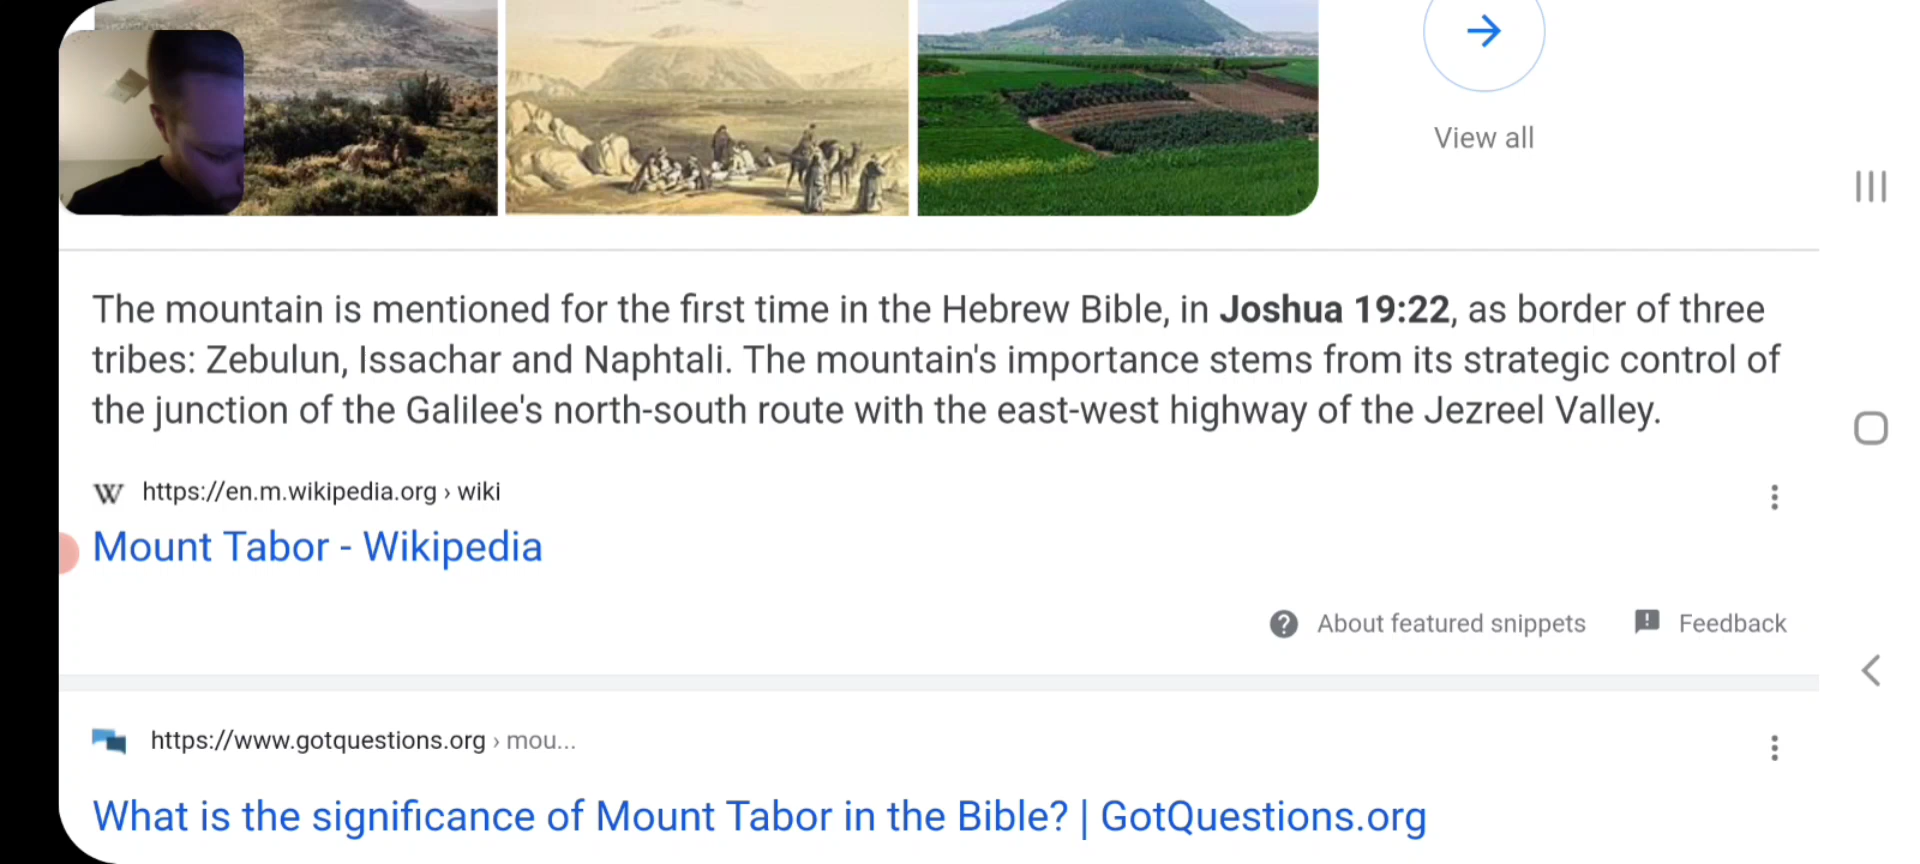 View all
The mountain is mentioned for the first time in the Hebrew Bible, in Joshua 19:22, as border of three
tribes: Zebulun, Issachar and Naphtali. The mountain's importance stems from its strategic control of
the junction of the Galilee's north-south route with the east-west highway of the Jezreel Valley.
W https://en.m.wikipedia.org › wiki
Mount Tabor - Wikipedia
About featured snippets Feedback
https://www.gotquestions.org › mou...
What is the significance of Mount Tabor in the Bible? | GotQuestions.org